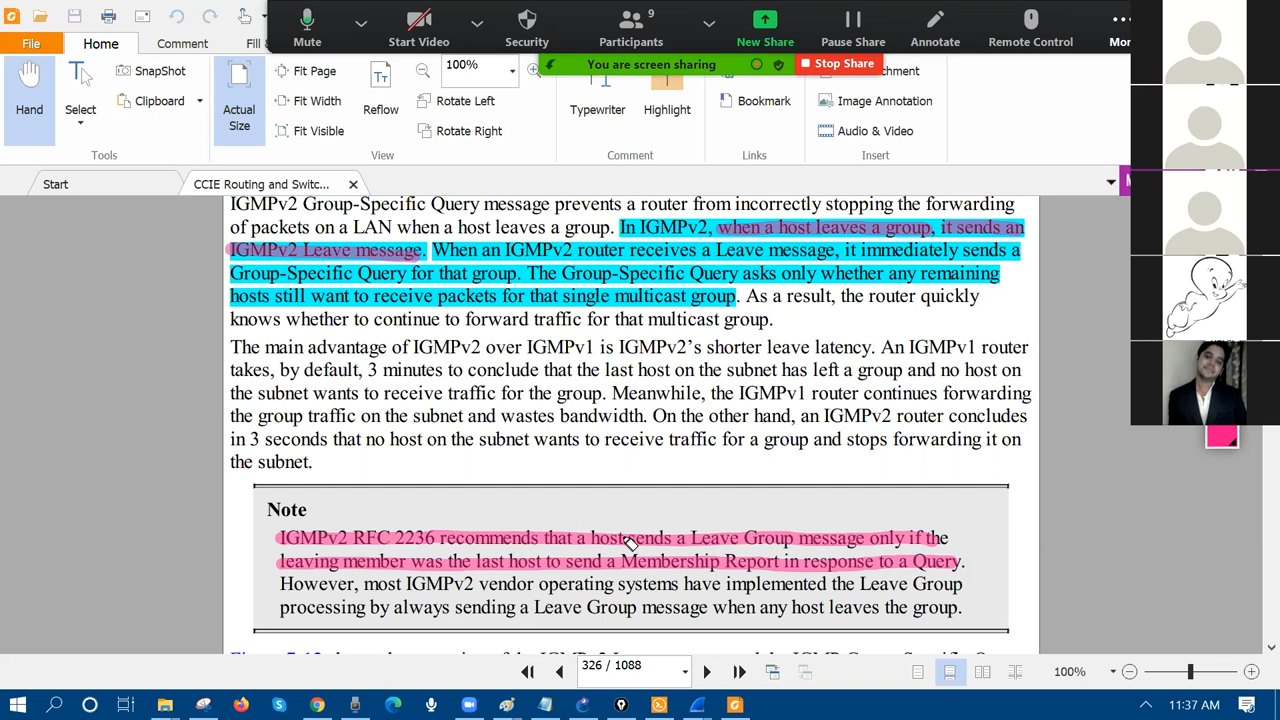 Mute
Start Video
Security
9
Participants
New Share
Pause Share
Annotate
Remote Control
You are screen sharing
Stop Share
File
Home
Comment
Hand
Select
SnapShot
Clipboard
Tools
Actual
Size
Fit Page
Fit Width
Fit Visible
Reflow
100%
Rotate Left
Rotate Right
View
Typewriter
Highlight
Comment
Bookmark
Links
Image Annotation
Audio & Video
Insert
Start
CCIE Routing and Switc...
IGMPv2 Group-Specific Query message prevents a router from incorrectly stopping the forwarding
of packets on a LAN when a host leaves a group. In IGMPv2, when a host leaves a group, it sends an
IGMPv2 Leave message. When an IGMPv2 router receives a Leave message, it immediately sends a
Group-Specific Query for that group. The Group-Specific Query asks only whether any remaining
hosts still want to receive packets for that single multicast group. As a result, the router quickly
knows whether to continue to forward traffic for that multicast group.
The main advantage of IGMPv2 over IGMPv1 is IGMPv2’s shorter leave latency. An IGMPv1 router
takes, by default, 3 minutes to conclude that the last host on the subnet has left a group and no host on
the subnet wants to receive traffic for the group. Meanwhile, the IGMPv1 router continues forwarding
the group traffic on the subnet and wastes bandwidth. On the other hand, an IGMPv2 router concludes
in 3 seconds that no host on the subnet wants to receive traffic for a group and stops forwarding it on
the subnet.
Note
IGMPv2 RFC 2236 recommends that a host sends a Leave Group message only if the
leaving member was the last host to send a Membership Report in response to a Query.
However, most IGMPv2 vendor operating systems have implemented the Leave Group
processing by always sending a Leave Group message when any host leaves the group.
326 / 1088
100%
11:37 AM